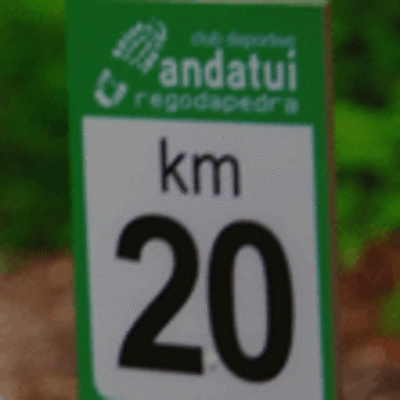 club deportivo
andatui
regodapedra
km
20